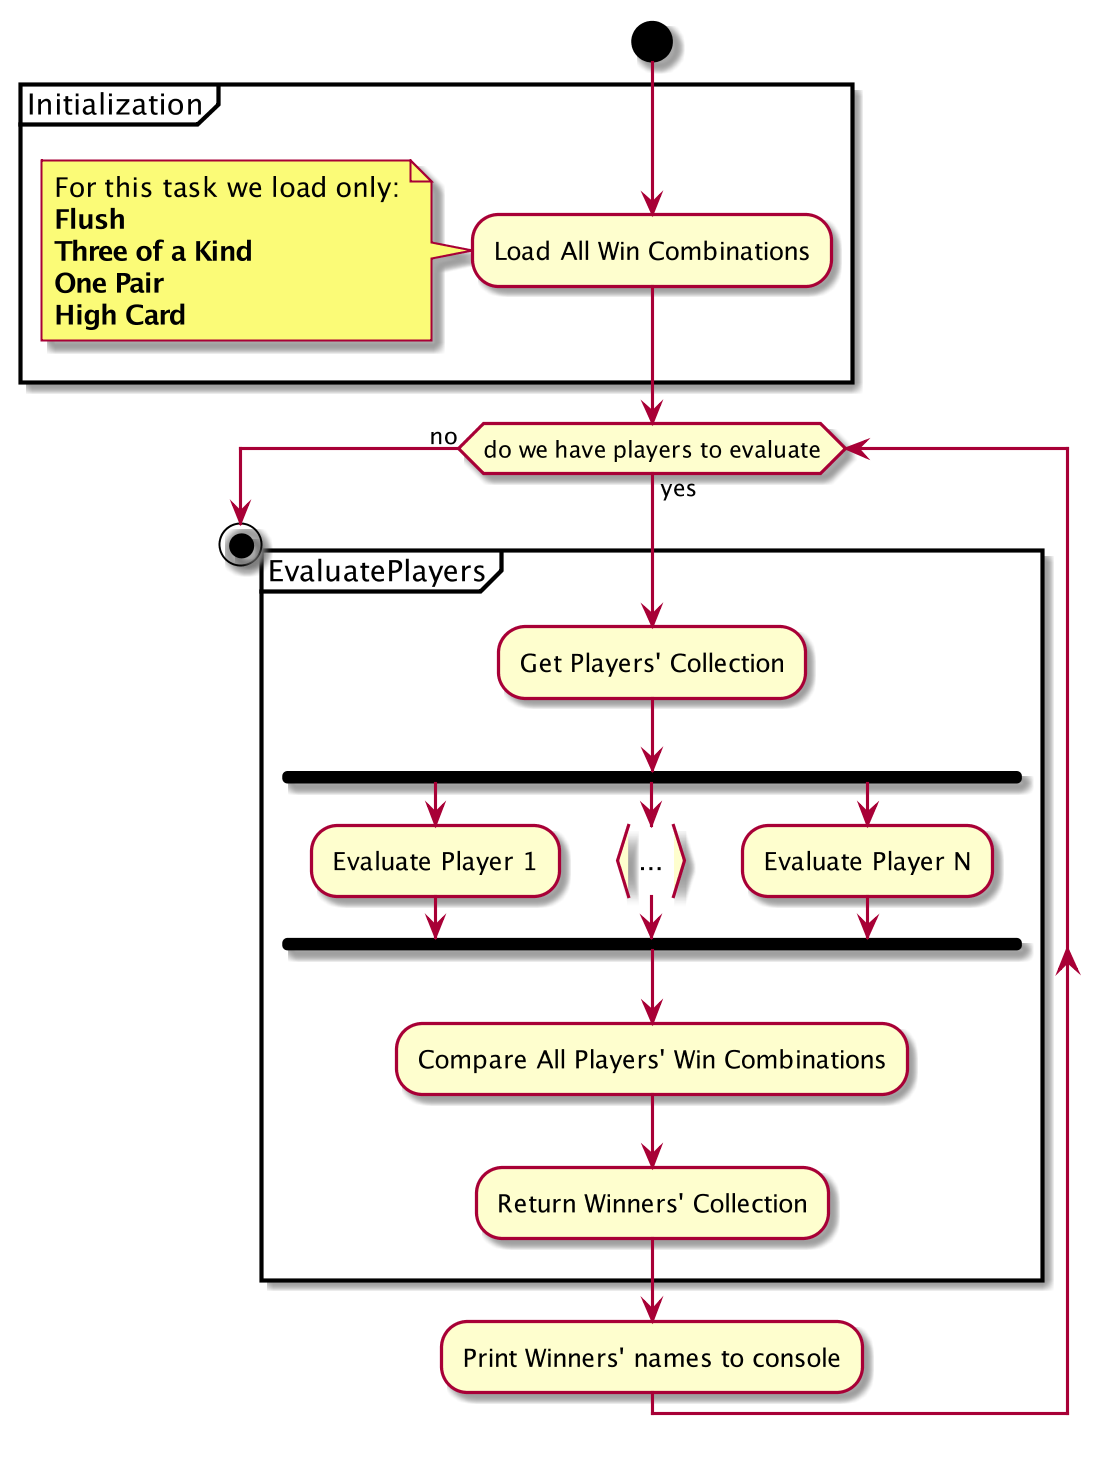 Initialization
For this task we load only:
Flush
Three of a Kind
One Pair
High Card
Load All Win Combinations
no
do we have players to evaluate
yes
EvaluatePlayers
Get Players' Collection
Evaluate Player 1
...
Evaluate Player N
Compare All Players' Win Combinations
Return Winners' Collection
Print Winners' names to console